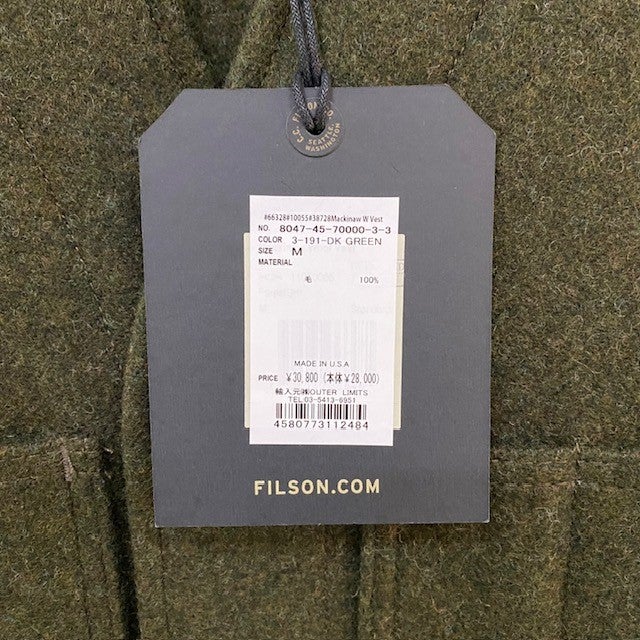 C.C. FILSON
SEATTLE,
WASHINGTON
#66328#10055#38728Mackinaw W Vest
NO. 8047-45-70000-3-3
COLOR 3-191-DK GREEN
SIZE M
MATERIAL
毛 100%
MADE IN U.S.A
PRICE ¥30,800 (本体¥28,000)
輸入元㈱OUTER LIMITS
TEL 03-5413-6951
4580773112484
FILSON.COM